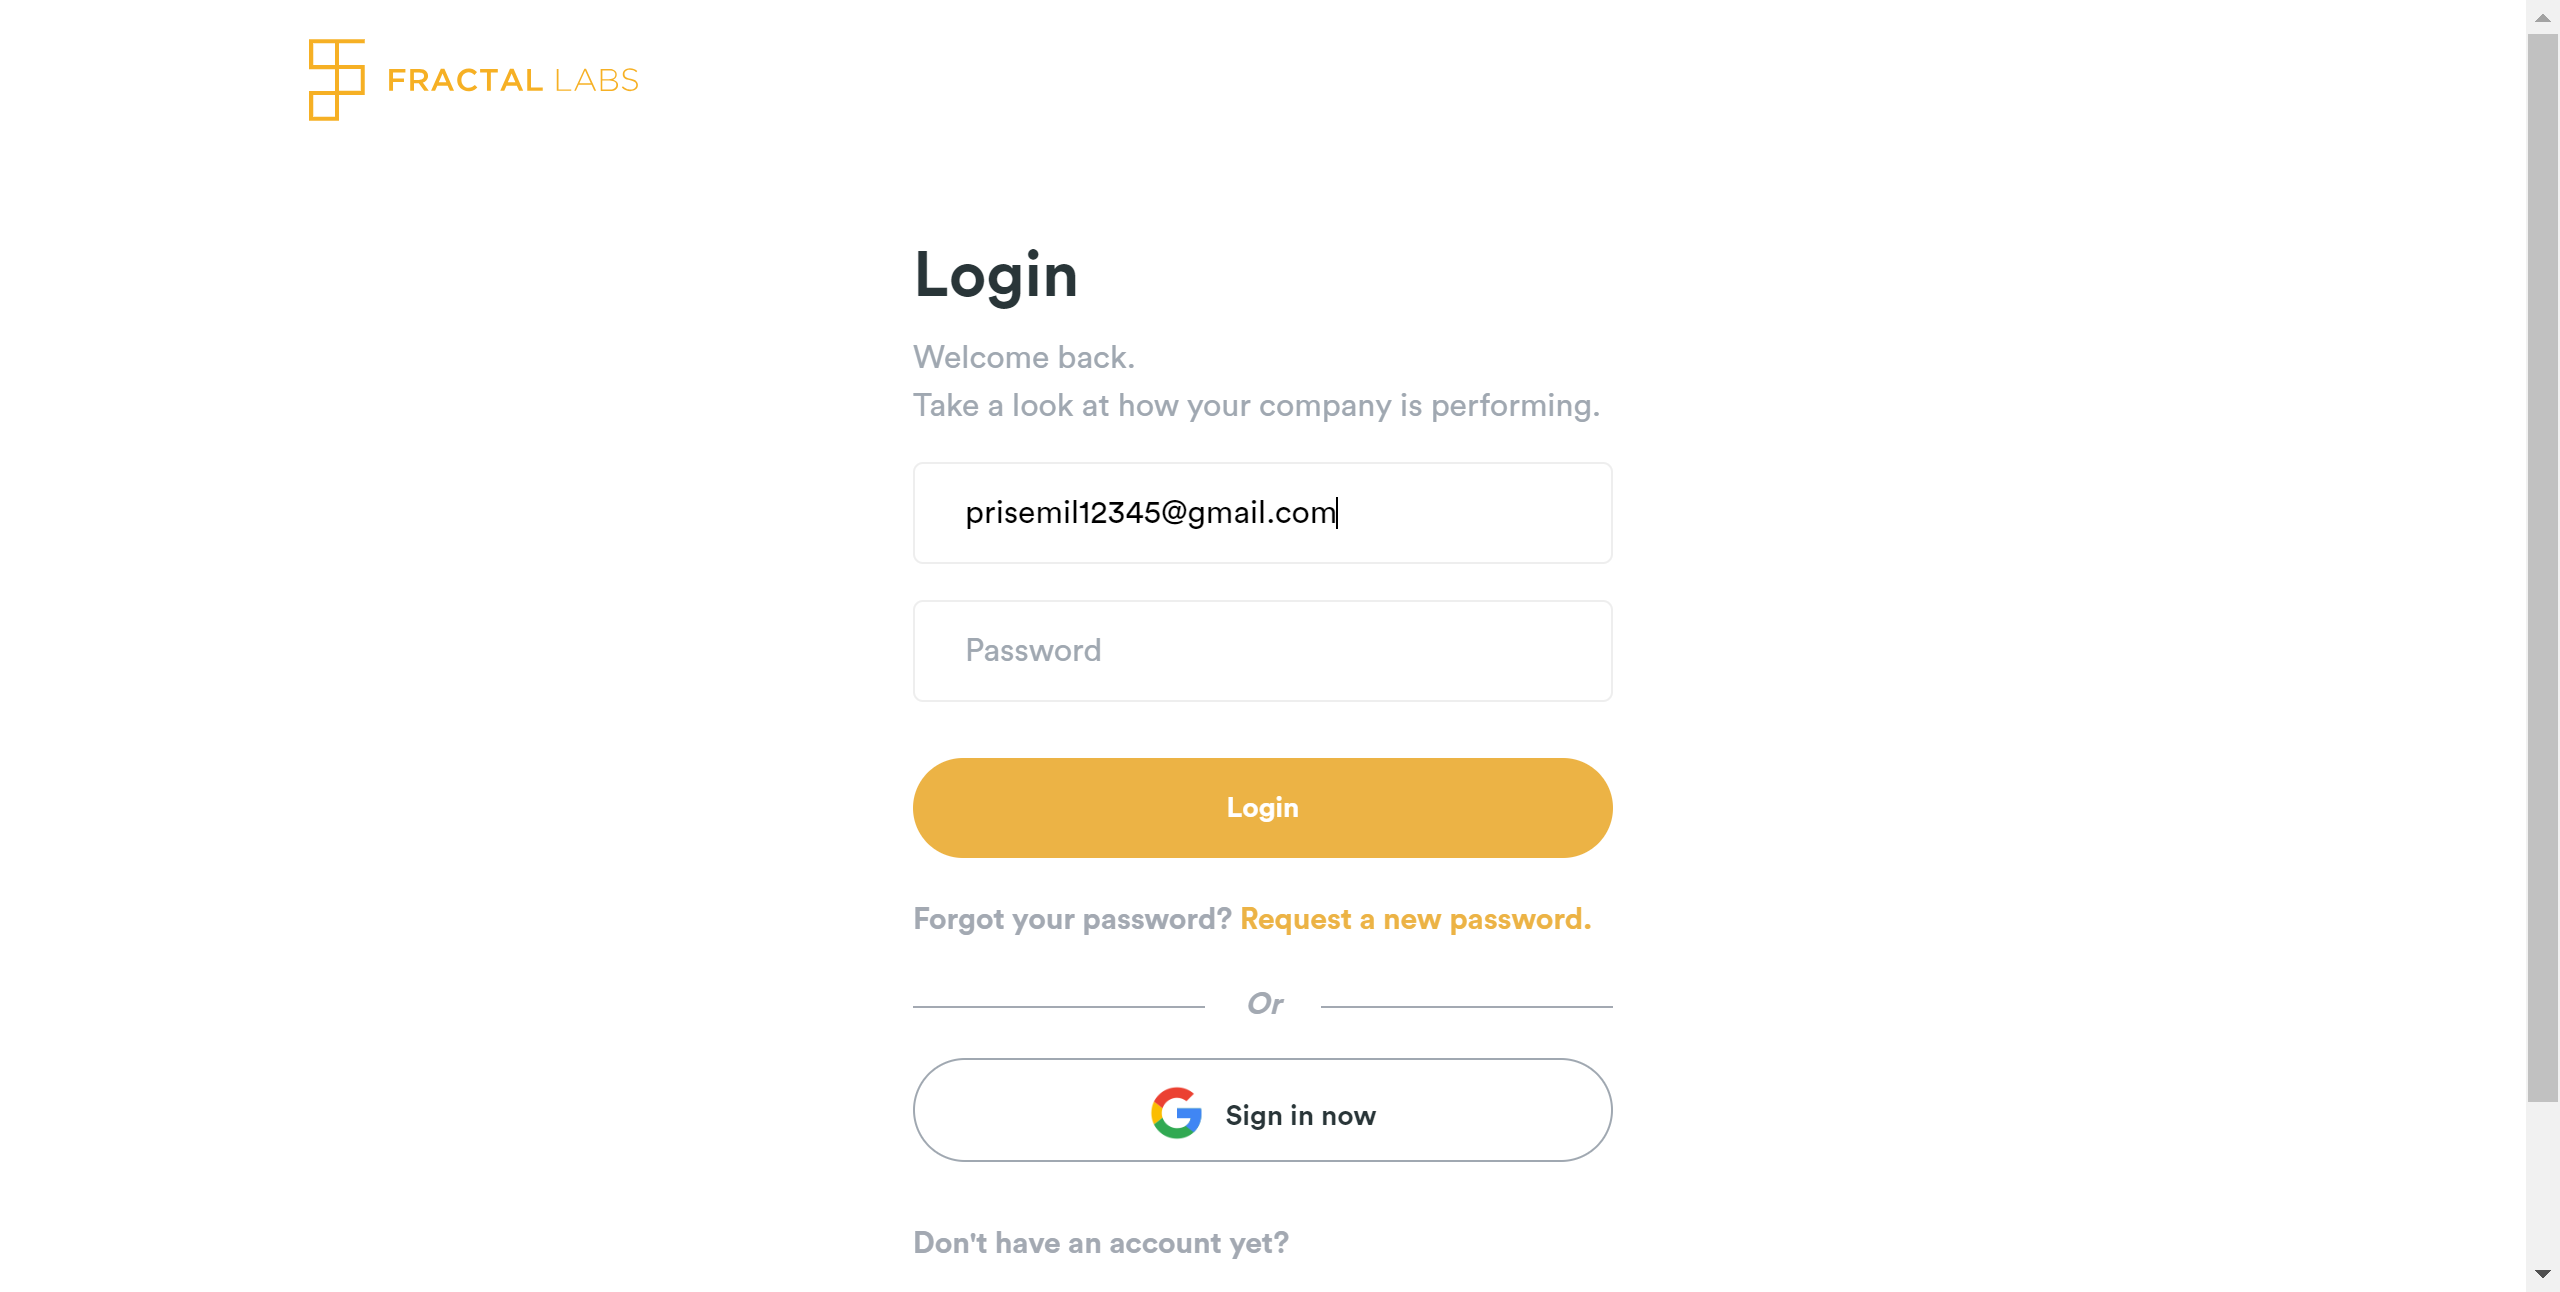 FRACTAL LABS
Login
Welcome back.
Take a look at how your company is performing.
prisemil12345@gmail.com
Password
Login
Forgot your password? Request a new password.
Or
Sign in now
Don't have an account yet?